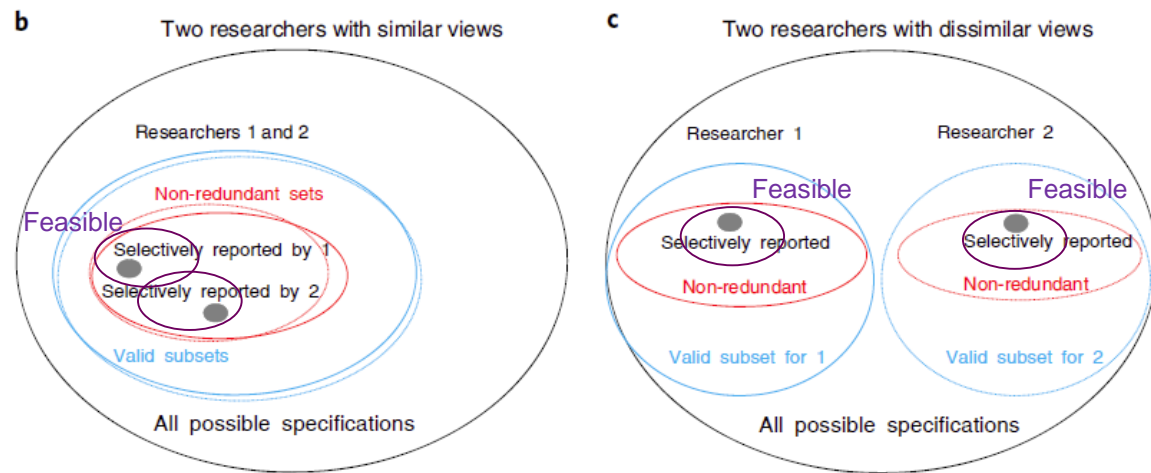 b
Two researchers with similar views
Researchers 1 and 2
Non-redundant sets
Feasible
Selectively reported by 1
Selectively reported by 2
Valid subsets
All possible specifications
c
Two researchers with dissimilar views
Researcher 1
Researcher 2
Feasible
Feasible
Selectively reported
Selectively reported
Non-redundant
Non-redundant
Valid subset for 1
Valid subset for 2
All possible specifications